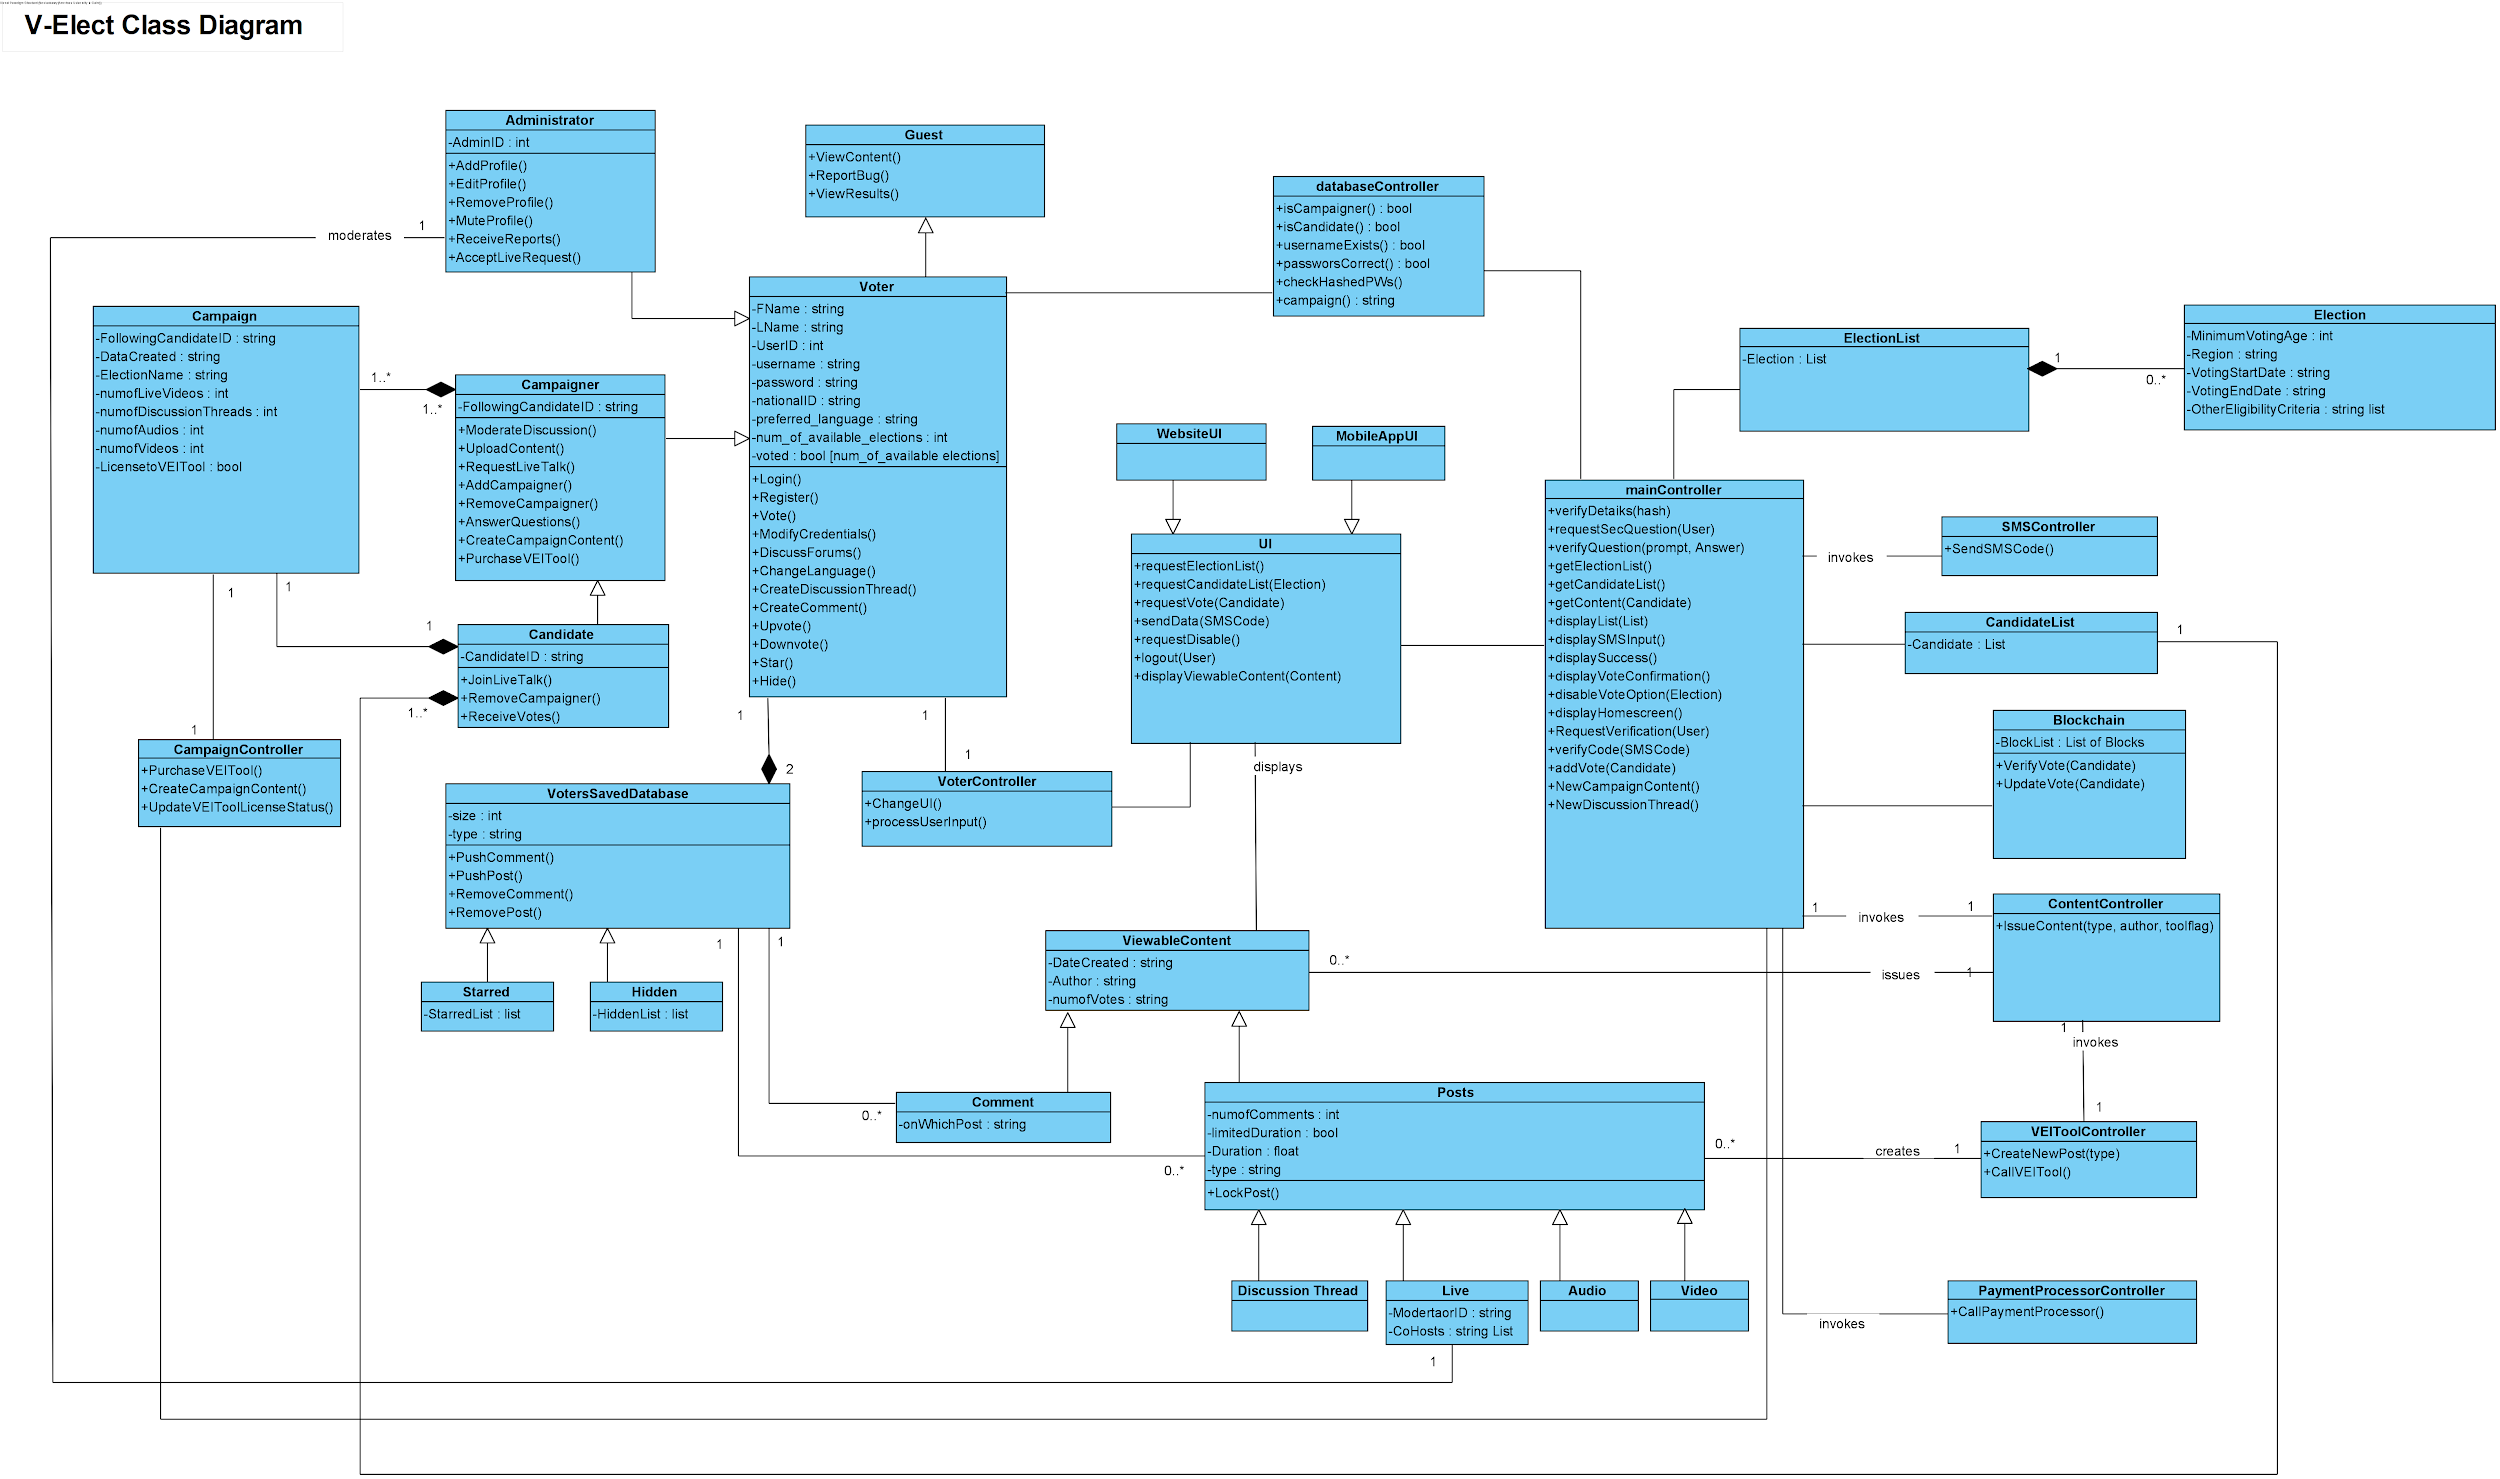 V-Elect Class Diagram
Administrator
-AdminID : int
+AddProfile()
+EditProfile()
+RemoveProfile()
+MuteProfile()
+ReceiveReports()
+AcceptLiveRequest()
moderates
1
Guest
+ViewContent()
+ReportBug()
+ViewResults()
databaseController
+isCampaigner() : bool
+isCandidate() : bool
+usernameExists() : bool
+passworsCorrect() : bool
+checkHashedPWs()
+campaign() : string
Campaign
-FollowingCandidateID : string
-DataCreated : string
-ElectionName : string
-numofLiveVideos : int
-numofDiscussionThreads : int
-numofAudios : int
-numofVideos : int
-LicensetoVEITool : bool
1..*
1..*
Campaigner
-FollowingCandidateID : string
+ModerateDiscussion()
+UploadContent()
+RequestLiveTalk()
+AddCampaigner()
+RemoveCampaigner()
+AnswerQuestions()
+CreateCampaignContent()
+PurchaseVEITool()
Voter
-FName : string
-LName : string
-UserID : int
-username : string
-password : string
-nationalID : string
-preferred_language : string
-num_of_available_elections : int
-voted : bool [num_of_available elections]
+Login()
+Register()
+Vote()
+ModifyCredentials()
+DiscussForums()
+ChangeLanguage()
+CreateDiscussionThread()
+CreateComment()
+Upvote()
+Downvote()
+Star()
+Hide()
ElectionList
-Election : List
1
0..*
Election
-MinimumVotingAge : int
-Region : string
-VotingStartDate : string
-VotingEndDate : string
-OtherEligibilityCriteria : string list
WebsiteUI
MobileAppUI
UI
+requestElectionList()
+requestCandidateList(Election)
+requestVote(Candidate)
+sendData(SMSCode)
+requestDisable()
+logout(User)
+displayViewableContent(Content)
mainController
+verifyDetaiks(hash)
+requestSecQuestion(User)
+verifyQuestion(prompt, Answer)
+getElectionList()
+getCandidateList()
+getContent(Candidate)
+displayList(List)
+displaySMSInput()
+displaySuccess()
+displayVoteConfirmation()
+disableVoteOption(Election)
+displayHomescreen()
+RequestVerification(User)
+verifyCode(SMSCode)
+addVote(Candidate)
+NewCampaignContent()
+NewDiscussionThread()
invokes
SMSController
+SendSMSCode()
CandidateList
-Candidate : List
1
1
1
1
Candidate
-CandidateID : string
+JoinLiveTalk()
+RemoveCampaigner()
+ReceiveVotes()
1..*
1
CampaignController
+PurchaseVEITool()
+CreateCampaignContent()
+UpdateVEIToolLicenseStatus()
1
2
1
1
VotersSavedDatabase
-size : int
-type : string
+PushComment()
+PushPost()
+RemoveComment()
+RemovePost()
VoterController
+ChangeUI()
+processUserInput()
displays
Blockchain
-BlockList : List of Blocks
+VerifyVote(Candidate)
+UpdateVote(Candidate)
1
invokes
1
ContentController
+IssueContent(type, author, toolflag)
1
1
ViewableContent
-DateCreated : string
-Author : string
-numofVotes : string
0..*
issues
1
Starred
-StarredList : list
Hidden
-HiddenList : list
1
invokes
1
Comment
-onWhichPost : string
0..*
0..*
Posts
-numofComments : int
-limitedDuration : bool
-Duration : float
-type : string
+LockPost()
0..*
creates
1
VEIToolController
+CreateNewPost(type)
+CallVEITool()
Discussion Thread
Live
-ModertaorID : string
-CoHosts : string List
Audio
Video
1
invokes
PaymentProcessorController
+CallPaymentProcessor()